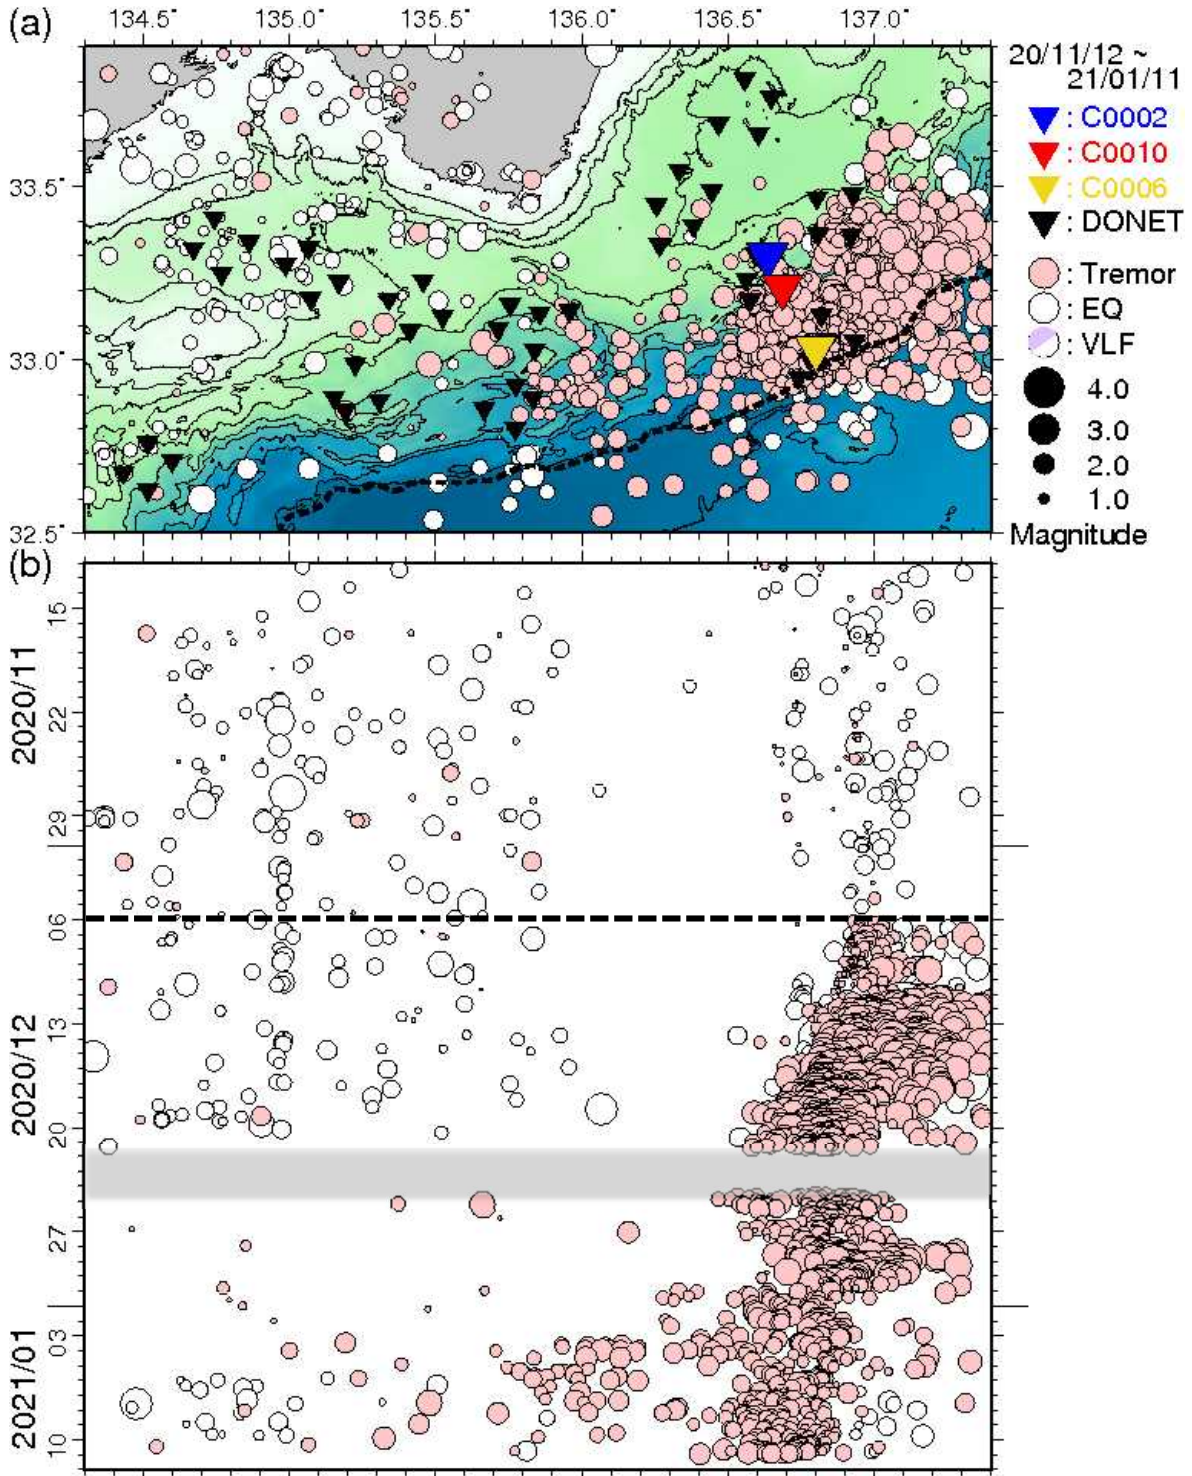 (a)
134.5° 135.0° 135.5° 136.0° 136.5° 137.0°
20/11/12 ~
21/01/11
: C0002
: C0010
: C0006
: DONET
: Tremor
: EQ
: VLF
4.0
3.0
2.0
1.0
Magnitude
33.5°
33.0°
32.5°
(b)
2020/11
15
22
29
2020/12
06
13
20
27
2021/01
03
10